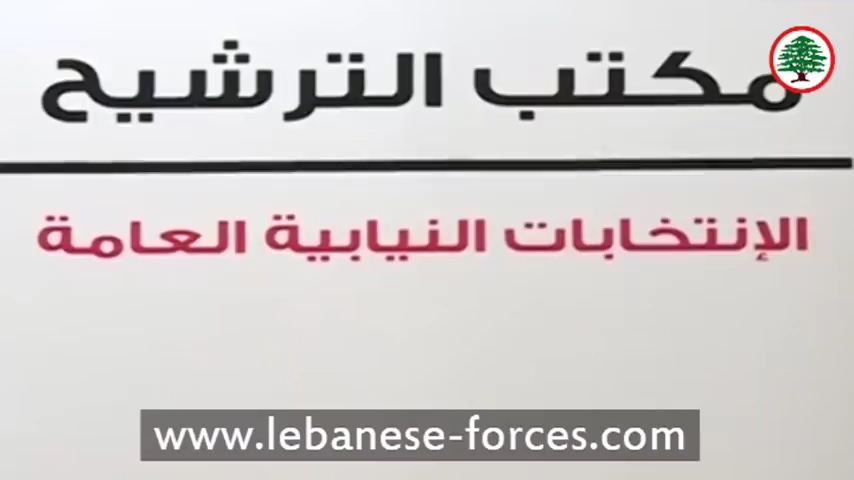 مكتب الترشيح
الإنتخابات النيابية العامة
www.lebanese-forces.com